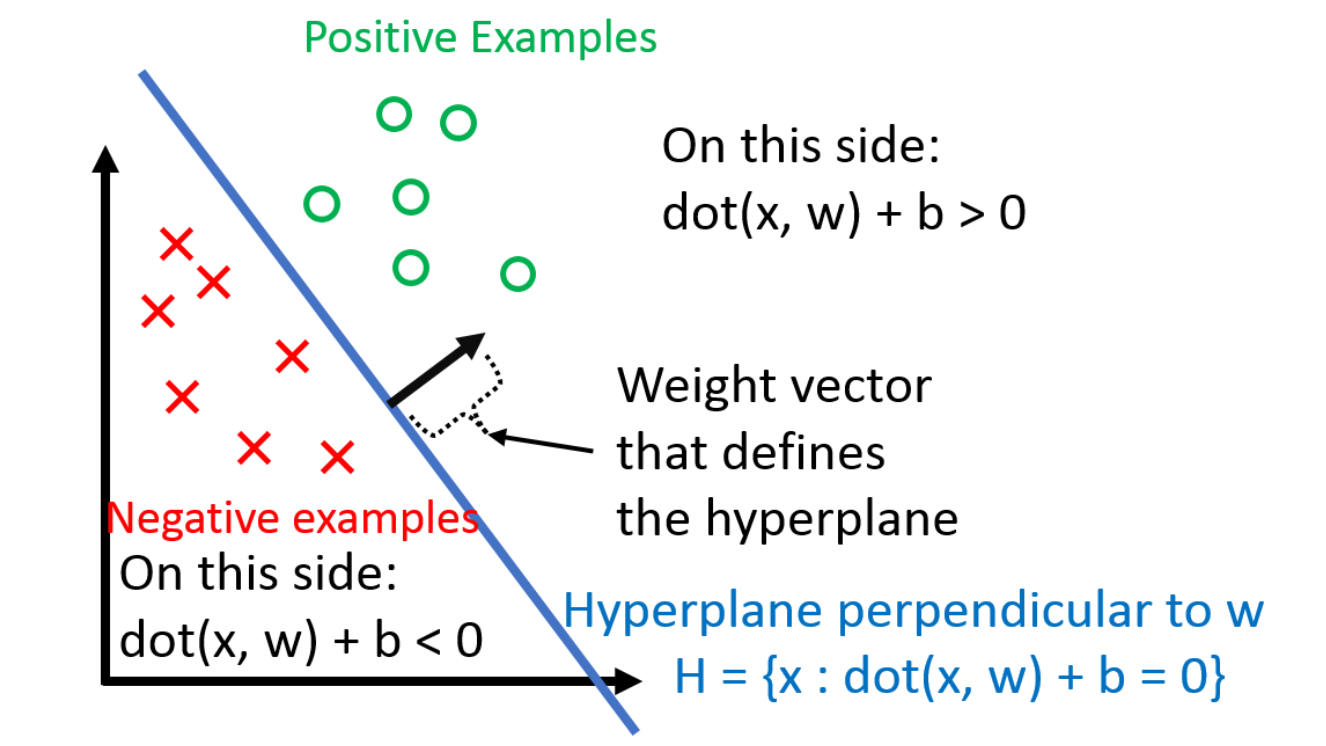 Positive Examples
On this side:
dot(x, w) + b > 0
Weight vector
that defines
the hyperplane
Negative examples
On this side:
dot(x, w) + b < 0
Hyperplane perpendicular to w
H = {x : dot(x, w) + b = 0}